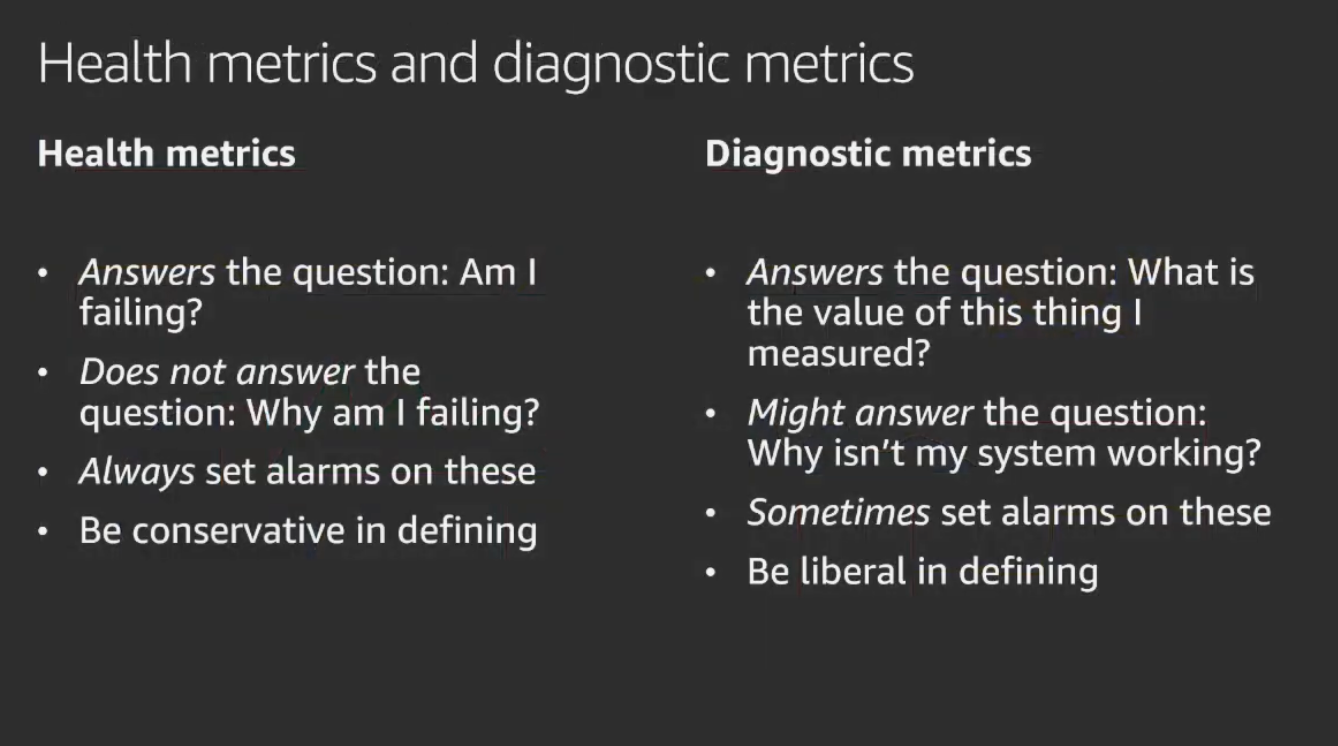 Health metrics and diagnostic metrics
Health metrics
• Answers the question: Am I
failing?
• Does not answer the
question: Why am I failing?
• Always set alarms on these
• Be conservative in defining
Diagnostic metrics
• Answers the question: What is
the value of this thing I
measured?
• Might answer the question:
Why isn’t my system working?
• Sometimes set alarms on these
• Be liberal in defining